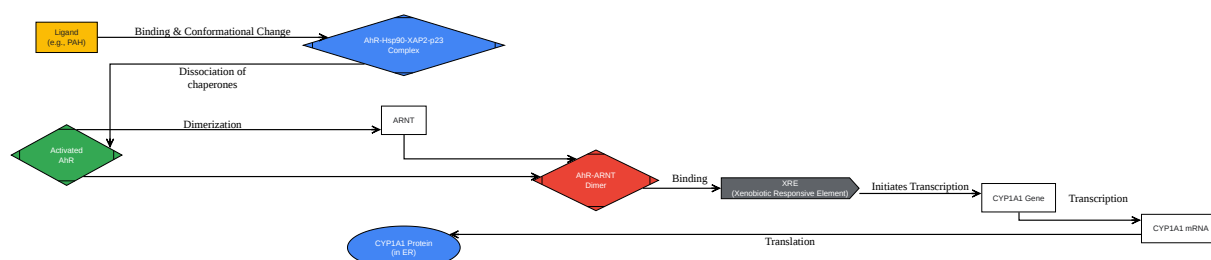 Ligand
(e.g., PAH)
Binding & Conformational Change
AhR-Hsp90-XAP2-p23
Complex
Dissociation of
chaperones
Activated
AhR
Dimerization
ARNT
AhR-ARNT
Dimer
Binding
XRE
(Xenobiotic Responsive Element)
Initiates Transcription
CYP1A1 Gene
Transcription
CYP1A1 mRNA
Translation
CYP1A1 Protein
(in ER)